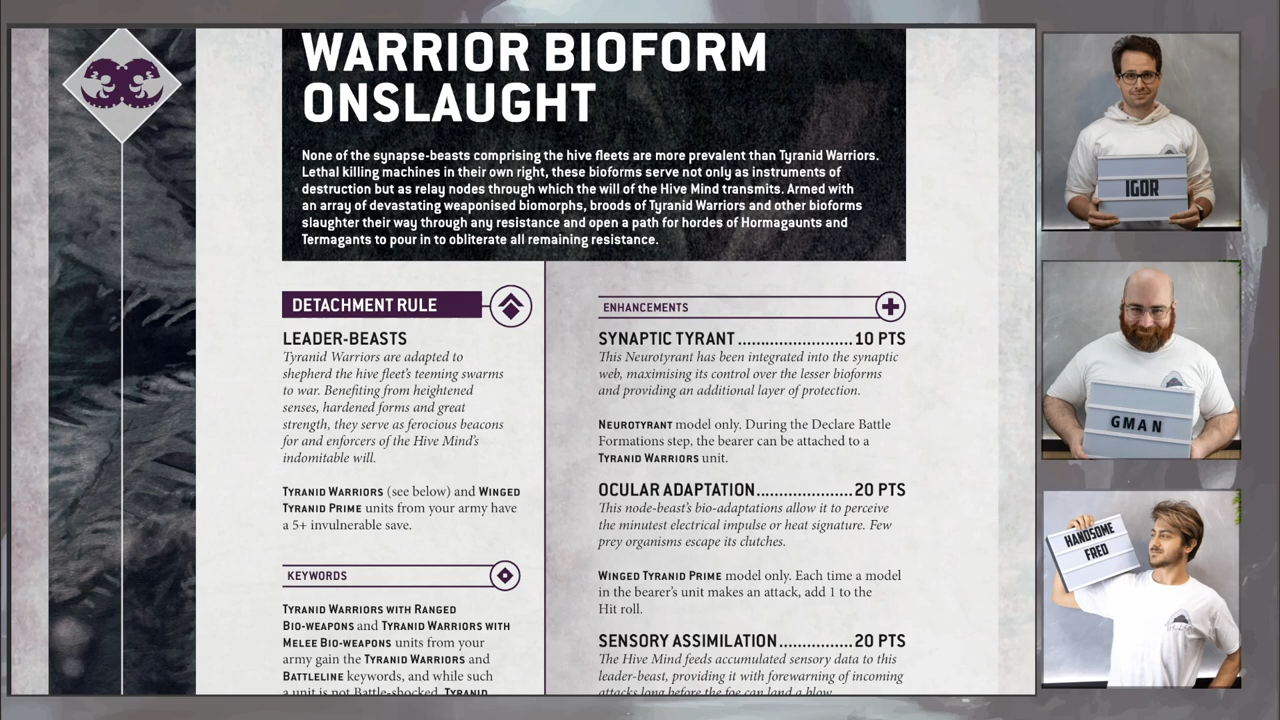 WARRIOR BIOFORM
ONSLAUGHT
None of the synapse-beasts comprising the hive fleets are more prevalent than Tyranid Warriors.
Lethal killing machines in their own right, these bioforms serve not only as instruments of
destruction but as relay nodes through which the will of the Hive Mind transmits. Armed with
an array of devastating weaponised biomorphs, broods of Tyranid Warriors and other bioforms
slaughter their way through any resistance and open a path for hordes of Hormagaunts and
Termagants to pour in to obliterate all remaining resistance.
DETACHMENT RULE
LEADER-BEASTS
Tyranid Warriors are adapted to
shepherd the hive fleet's teeming swarms
to war. Benefiting from heightened
senses, hardened forms and great
strength, they serve as ferocious beacons
for and enforcers of the Hive Mind's
indomitable will.
TYRANID WARRIORS (see below) and WINGED
TYRANID PRIME units from your army have
a 5+ invulnerable save.
KEYWORDS
TYRANID WARRIORS WITH RANGED
BIO-WEAPONS and TYRANID WARRIORS WITH
MELEE BIO-WEAPONS units from your
army gain the TYRANID WARRIORS and
BATTLELINE keywords, and while such
a unit is not Battle-shocked, TYRANID
ENHANCEMENTS
SYNAPTIC TYRANT.........................10 PTS
This Neurotyrant has been integrated into the synaptic
web, maximising its control over the lesser bioforms
and providing an additional layer of protection.
NEUROTYRANT model only. During the Declare Battle
Formations step, the bearer can be attached to a
TYRANID WARRIORS unit.
OCULAR ADAPTATION.....................20 PTS
This node-beast's bio-adaptations allow it to perceive
the minutest electrical impulse or heat signature. Few
prey organisms escape its clutches.
WINGED TYRANID PRIME model only. Each time a model
in the bearer's unit makes an attack, add 1 to the
Hit roll.
SENSORY ASSIMILATION................20 PTS
The Hive Mind feeds accumulated sensory data to this
leader-beast, providing it with forewarning of incoming
attacks long before the foe can land a blow.
IGOR
GMAN
HANDSOME
FRED